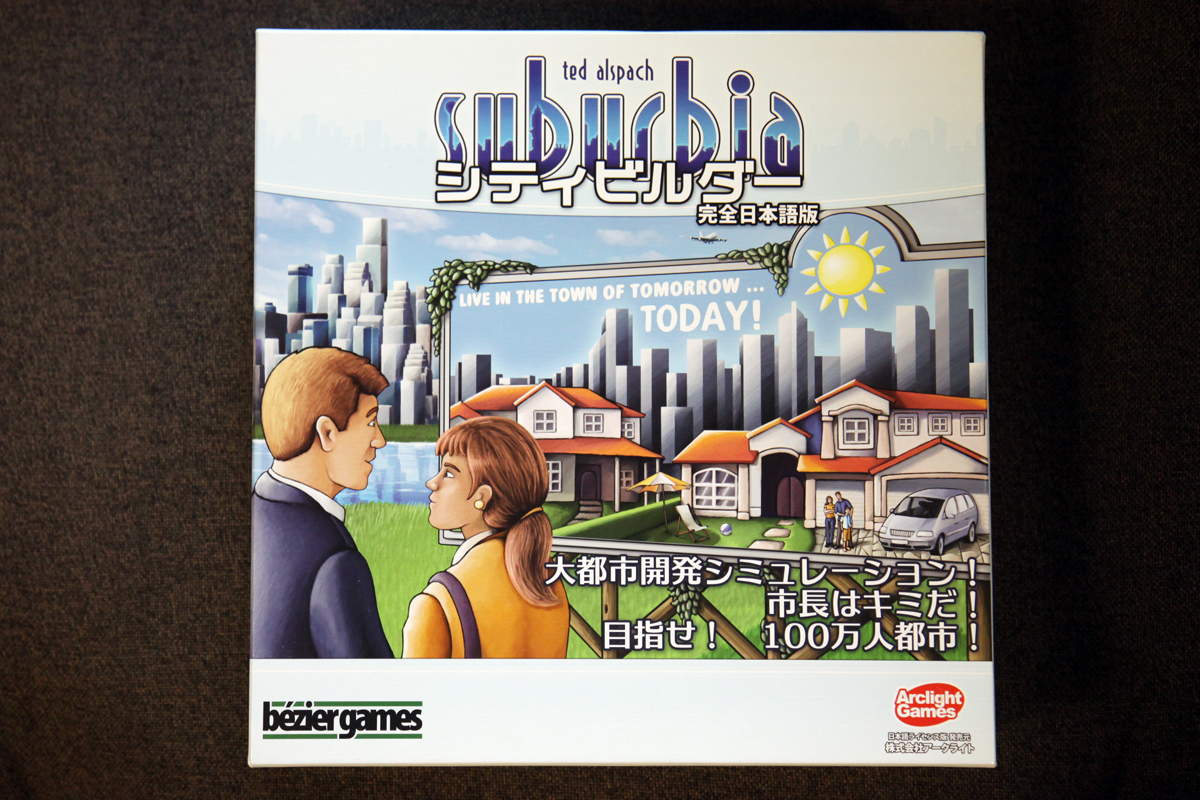 ted alspach
suburbia
シティビルダー
完全日本語版
LIVE IN THE TOWN OF TOMORROW ...
TODAY!
大都市開発シミュレーション!
市長はキミだ!
目指せ! 100万人都市!
béziergames
Arclight
Games
日本語ライセンス版 発売元
株式会社アークライト